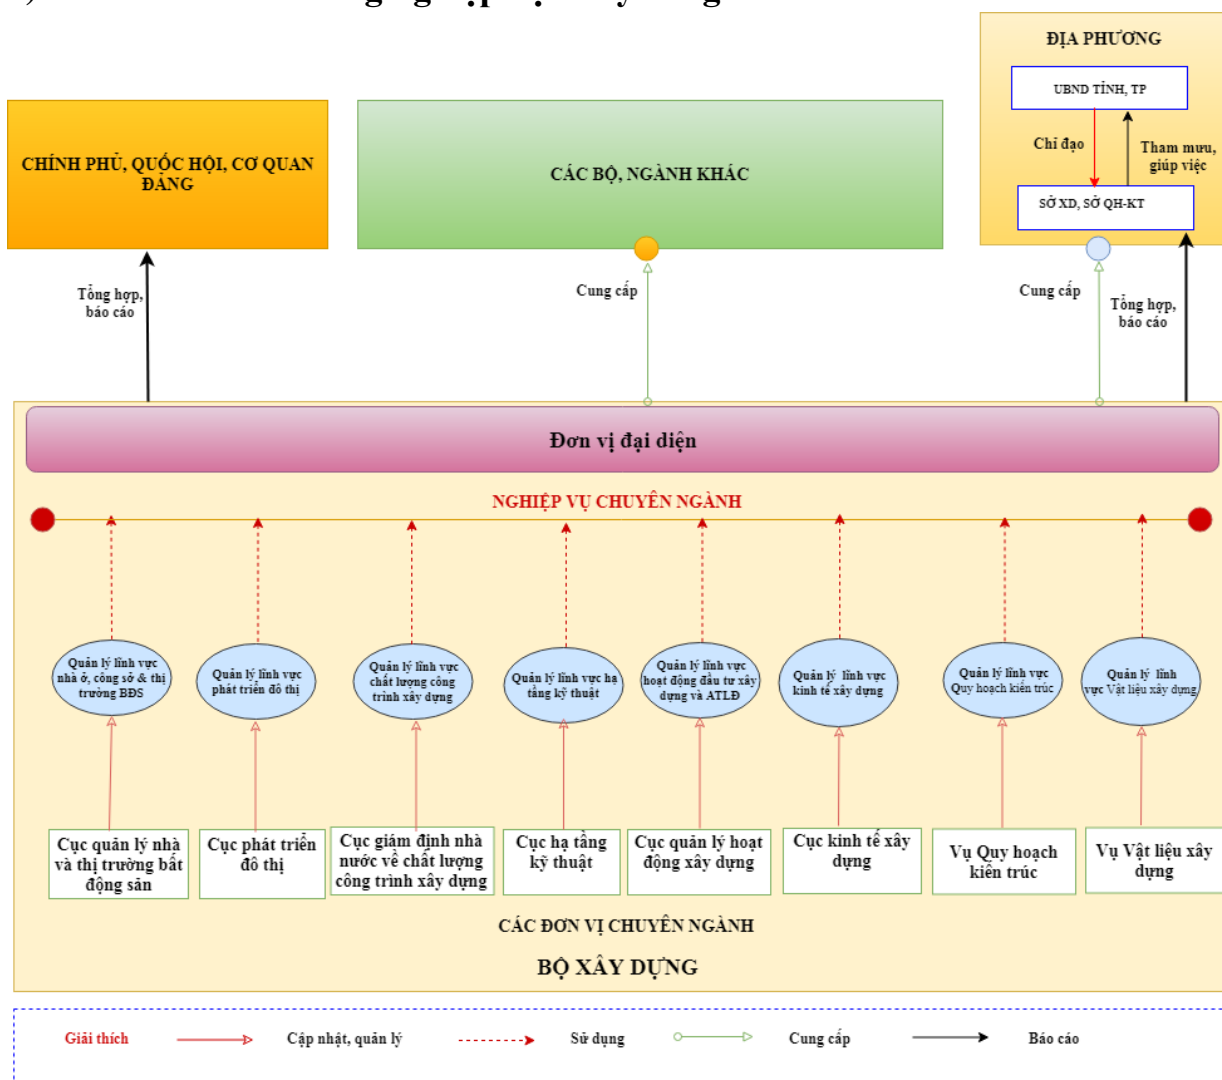 ĐỊA PHƯƠNG
UBND TỈNH, TP
Chỉ đạo
Tham mưu,
giúp việc
SỞ XD, SỞ QH-KT
CHÍNH PHỦ, QUỐC HỘI, CƠ QUAN
ĐẢNG
CÁC BỘ, NGÀNH KHÁC
Tổng hợp,
báo cáo
Cung cấp
Cung cấp
Tổng hợp,
báo cáo
Đơn vị đại diện
NGHIỆP VỤ CHUYÊN NGÀNH
Quản lý lĩnh vực
nhà ở, công sở & thị
trường BĐS
Quản lý lĩnh vực
phát triển đô thị
Quản lý lĩnh vực
chất lượng công
trình xây dựng
Quản lý lĩnh vực hạ
tầng kỹ thuật
Quản lý lĩnh vực
hoạt động đầu tư xây
dựng và ATLĐ
Quản lý lĩnh vực
kinh tế xây dựng
Quản lý lĩnh vực
Quy hoạch kiến trúc
Quản lý lĩnh
vực Vật liệu xây dựng
Cục quản lý nhà
và thị trường bất
động sản
Cục phát triển
đô thị
Cục giám định nhà
nước về chất lượng
công trình xây dựng
Cục hạ tầng
kỹ thuật
Cục quản lý hoạt
động xây dựng
Cục kinh tế xây
dựng
Vụ Quy hoạch
kiến trúc
Vụ Vật liệu xây
dựng
CÁC ĐƠN VỊ CHUYÊN NGÀNH
BỘ XÂY DỰNG
Giải thích
Cập nhật, quản lý
Sử dụng
Cung cấp
Báo cáo